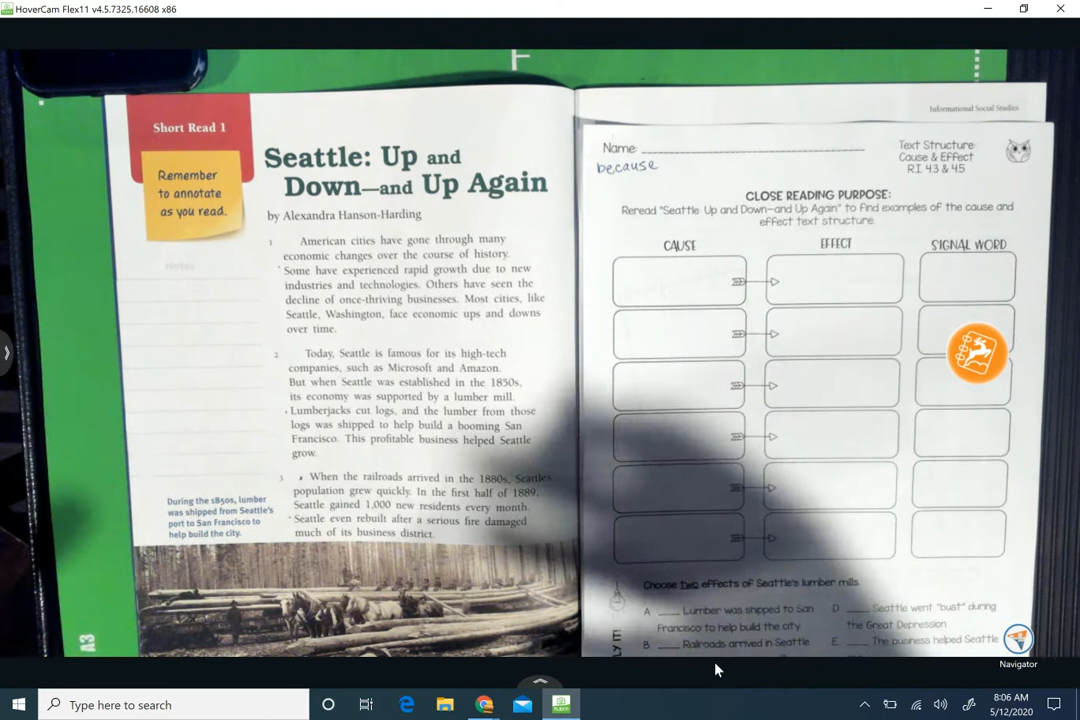 HoverCam Flex11 v4.5.7325.16608 x86
Short Read 1
Remember
to annotate
as you read.
Seattle: Up and
Down—and Up Again
by Alexandra Hanson-Harding
Notes
1 American cities have gone through many
economic changes over the course of history.
Some have experienced rapid growth due to new
industries and technologies. Others have seen the
decline of once-thriving businesses. Most cities, like
Seattle, Washington, face economic ups and downs
over time.
2 Today, Seattle is famous for its high-tech
companies, such as Microsoft and Amazon.
But when Seattle was established in the 1850s,
its economy was supported by a lumber mill.
Lumberjacks cut logs, and the lumber from those
logs was shipped to help build a booming San
Francisco. This profitable business helped Seattle
grow.
3 When the railroads arrived in the 1880s, Seattle's
population grew quickly. In the first half of 1889,
Seattle gained 1,000 new residents every month.
Seattle even rebuilt after a serious fire damaged
much of its business district.
During the 1850s, lumber
was shipped from Seattle's
port to San Francisco to
help build the city.
A3
Informational Social Studies
Name:
because
Text Structure:
Cause & Effect
R.I. 4.3 & 4.5
CLOSE READING PURPOSE:
Reread "Seattle Up and Down—and Up Again" to find examples of the cause and
effect text structure.
CAUSE EFFECT SIGNAL WORD
Choose two effects of Seattle's lumber mills.
A ___ Lumber was shipped to San
Francisco to help build the city
B ___ Railroads arrived in Seattle
D ___ Seattle went "bust" during
the Great Depression
E ___ The business helped Seattle
Navigator
Type here to search
8:06 AM
5/12/2020